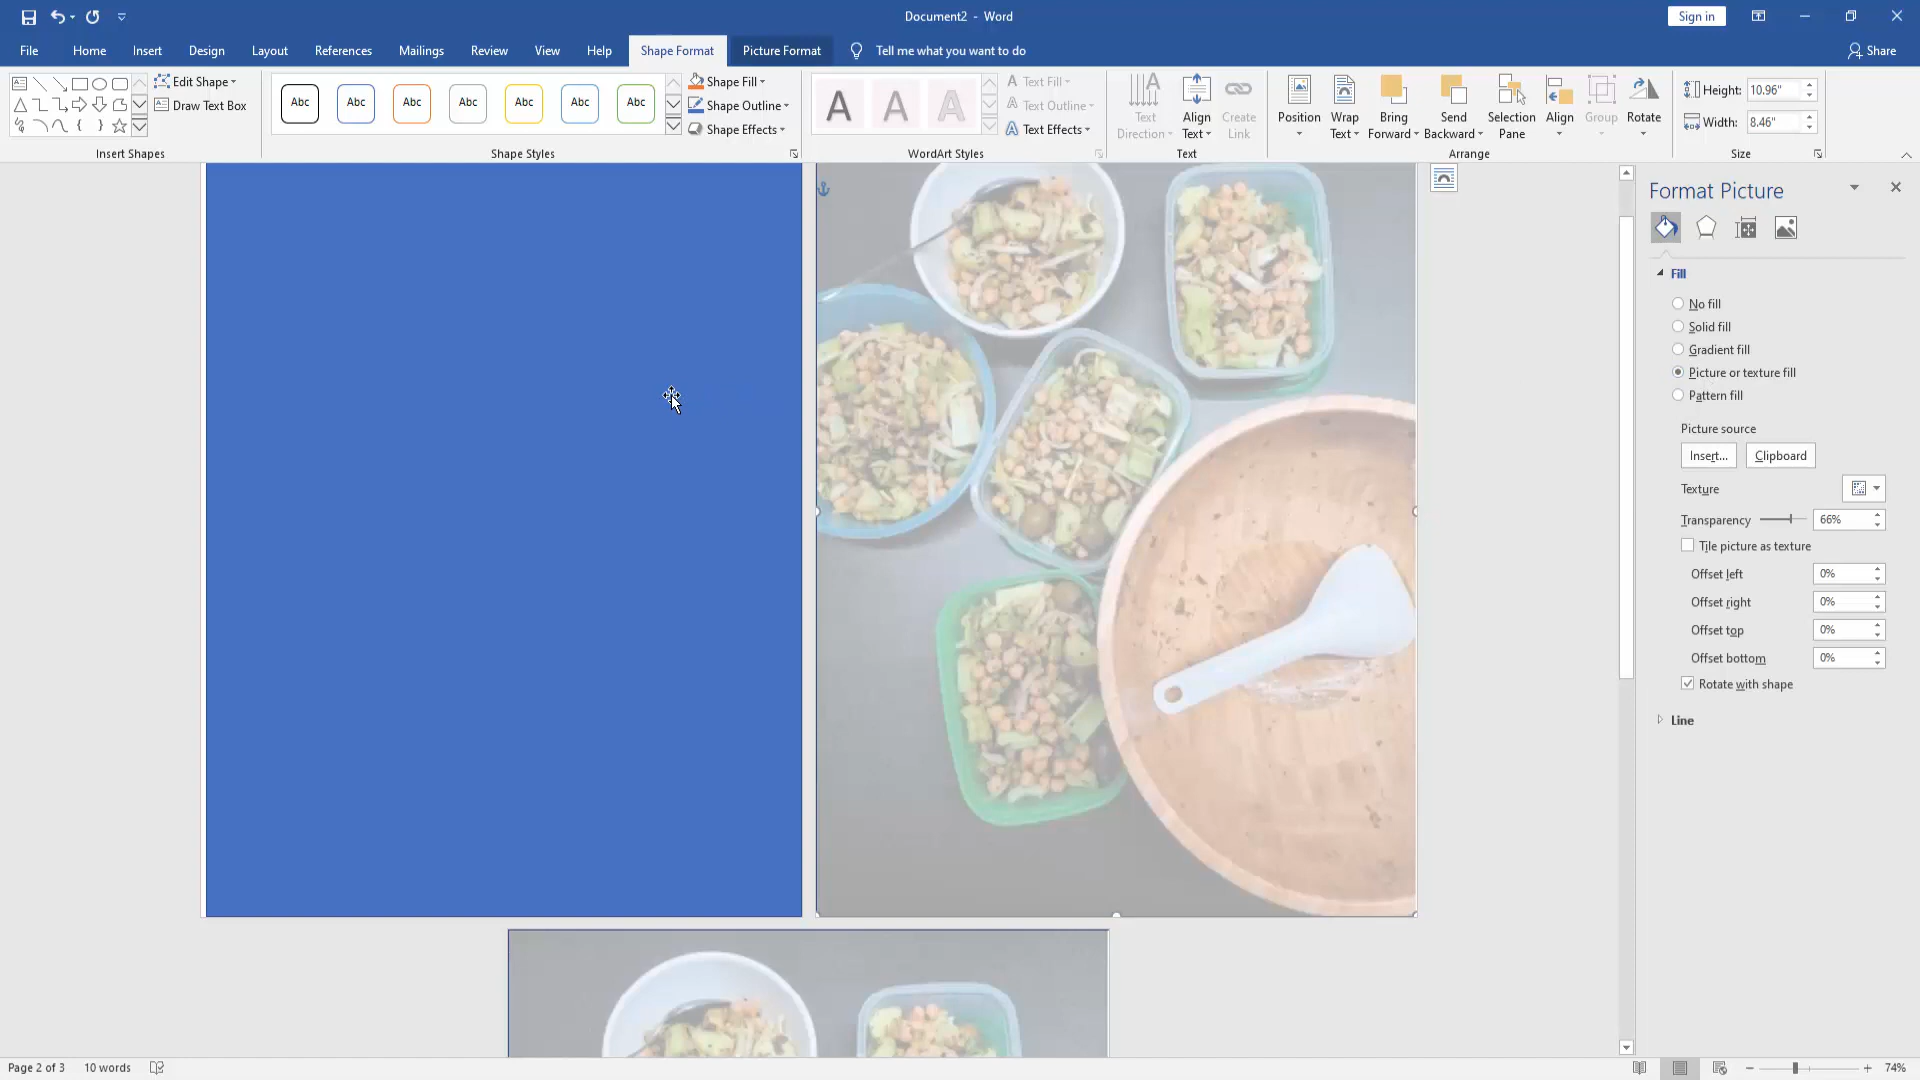 Document2 - Word
Sign in
File Home Insert Design Layout References Mailings Review View Help Shape Format Picture Format Tell me what you want to do Share
Edit Shape
Draw Text Box
Insert Shapes
Abc Abc Abc Abc Abc Abc Abc
Shape Fill
Shape Outline
Shape Effects
Shape Styles
A A A
Text Fill
Text Outline
Text Effects
WordArt Styles
Text Direction
Align Text
Create Link
Text
Position
Wrap Text
Bring Forward
Send Backward
Selection Pane
Align
Group
Rotate
Arrange
Height: 10.96"
Width: 8.46"
Size
Format Picture
Fill
No fill
Solid fill
Gradient fill
Picture or texture fill
Pattern fill
Picture source
Insert... Clipboard
Texture
Transparency 66%
Tile picture as texture
Offset left 0%
Offset right 0%
Offset top 0%
Offset bottom 0%
Rotate with shape
Line
Page 2 of 3 10 words
74%